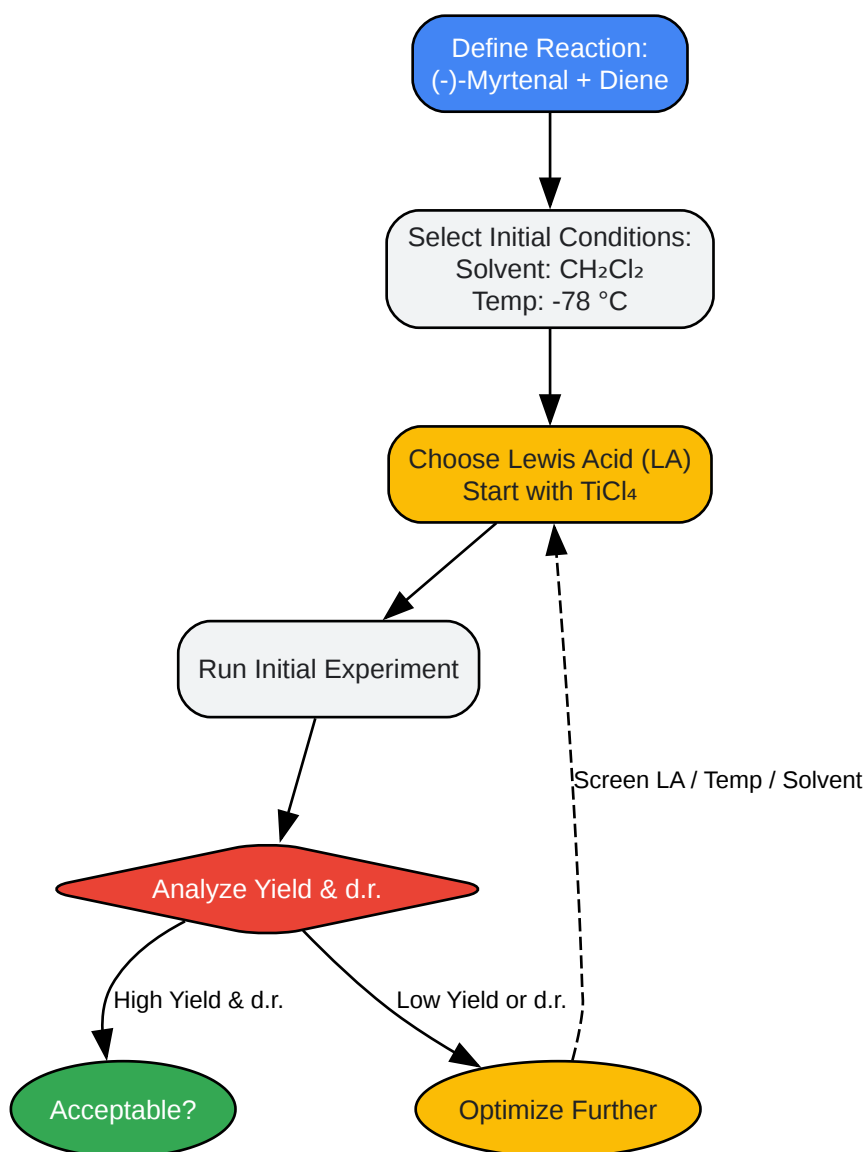 Define Reaction:
(-)-Myrtenal + Diene
Select Initial Conditions:
Solvent: CH₂Cl₂
Temp: -78 °C
Choose Lewis Acid (LA)
Start with TiCl₄
Run Initial Experiment
Screen LA / Temp / Solvent
Analyze Yield & d.r.
High Yield & d.r.
Low Yield or d.r.
Acceptable?
Optimize Further